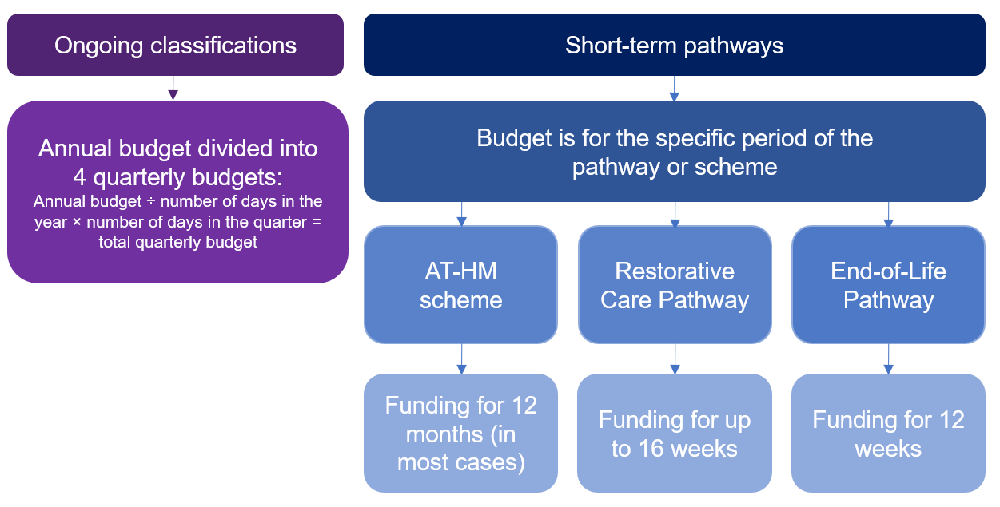 Ongoing classifications
Annual budget divided into
4 quarterly budgets:
Annual budget ÷ number of days in the
year × number of days in the quarter =
total quarterly budget
Short-term pathways
Budget is for the specific period of the
pathway or scheme
AT-HM
scheme
Funding for 12
months (in
most cases)
Restorative
Care Pathway
Funding for up
to 16 weeks
End-of-Life
Pathway
Funding for 12
weeks